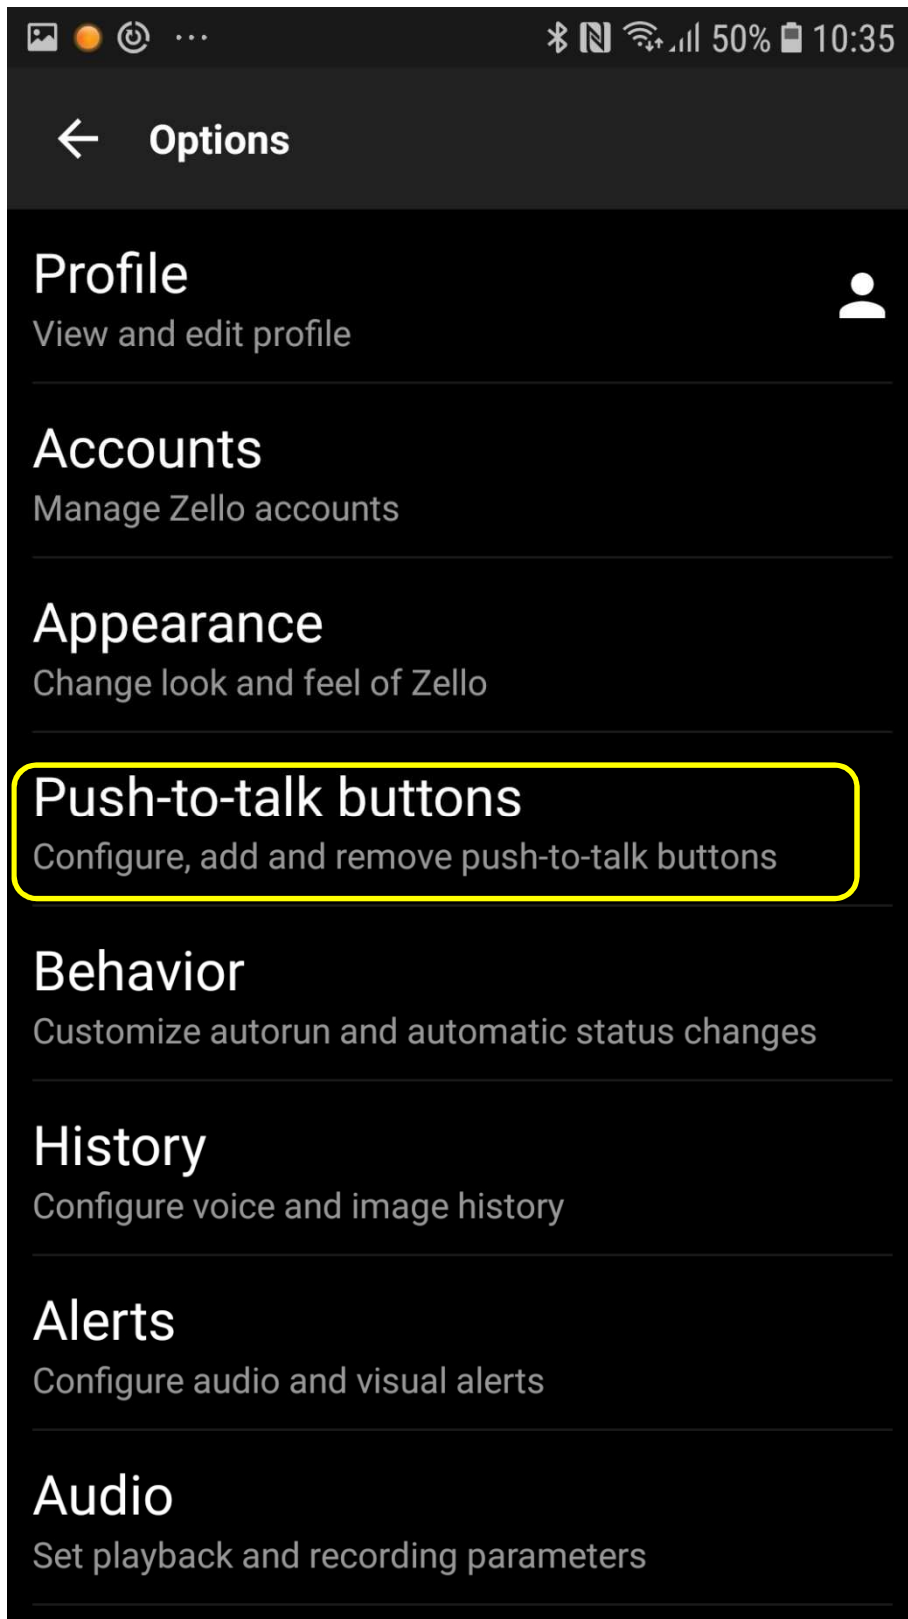 50% 10:35
Options
Profile
View and edit profile
Accounts
Manage Zello accounts
Appearance
Change look and feel of Zello
Push-to-talk buttons
Configure, add and remove push-to-talk buttons
Behavior
Customize autorun and automatic status changes
History
Configure voice and image history
Alerts
Configure audio and visual alerts
Audio
Set playback and recording parameters